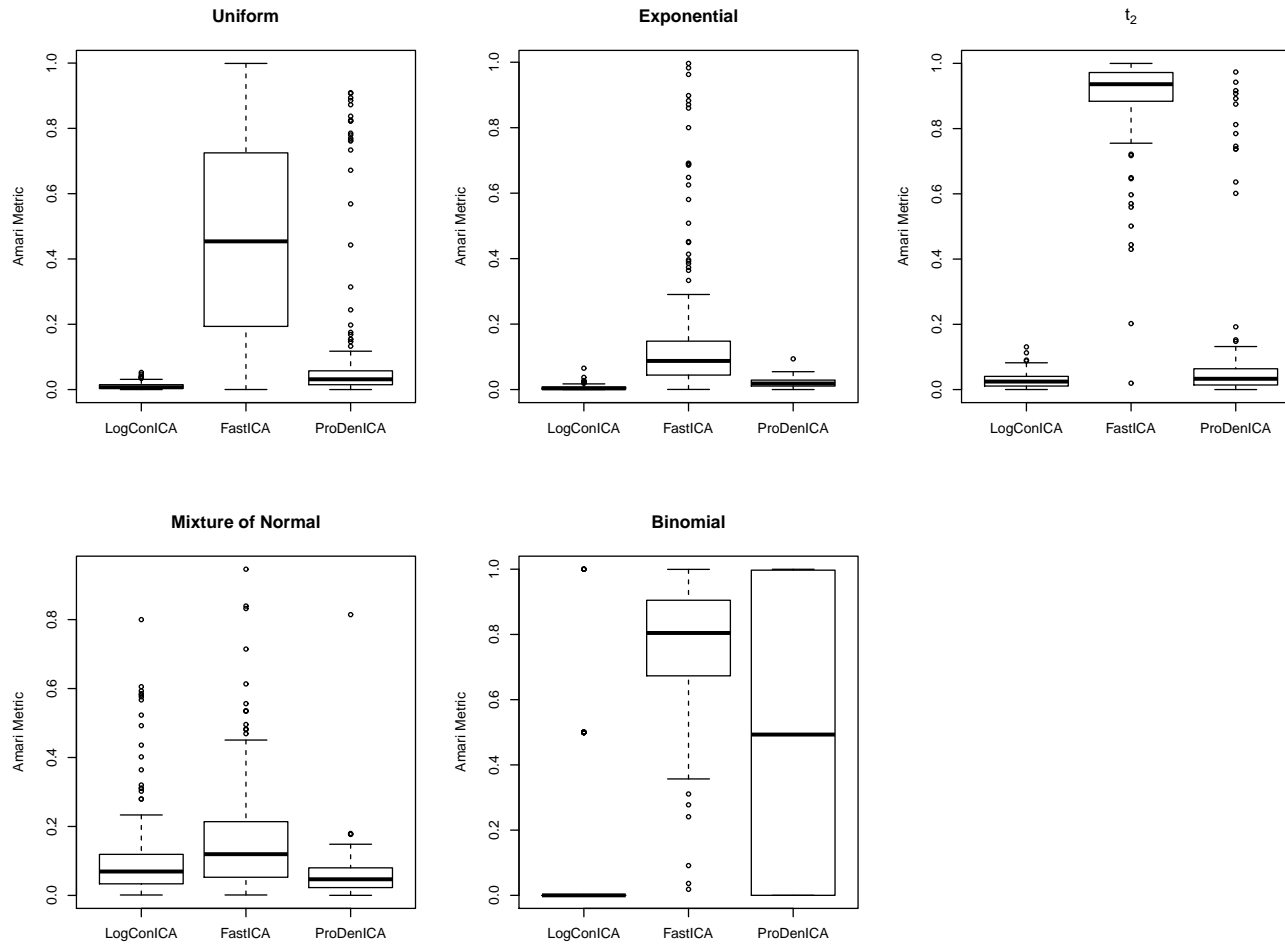 Uniform
Exponential
t2
Amari Metric
0.0 0.2 0.4 0.6 0.8 1.0
LogConICA FastICA ProDenICA
Amari Metric
0.0 0.2 0.4 0.6 0.8 1.0
LogConICA FastICA ProDenICA
Amari Metric
0.0 0.2 0.4 0.6 0.8 1.0
LogConICA FastICA ProDenICA
Mixture of Normal
Binomial
Amari Metric
0.0 0.2 0.4 0.6 0.8
LogConICA FastICA ProDenICA
Amari Metric
0.0 0.2 0.4 0.6 0.8 1.0
LogConICA FastICA ProDenICA